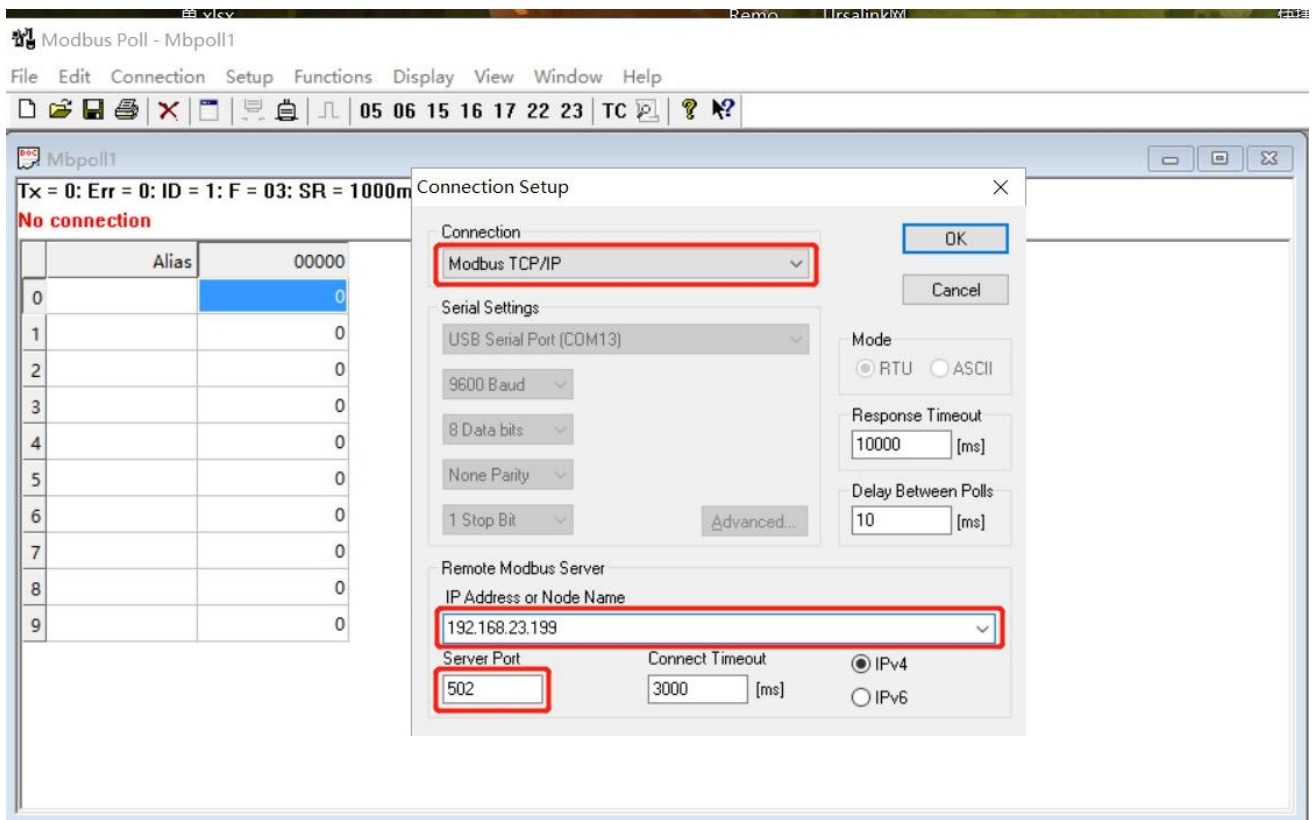 Remo
Modbus Poll - Mbpoll1
File Edit Connection Setup Functions Display View Window Help
05 06 15 16 17 22 23 TC
Mbpoll1
Tx = 0: Err = 0: ID = 1: F = 03: SR = 1000m
No connection
Alias 00000
0 0
1 0
2 0
3 0
4 0
5 0
6 0
7 0
8 0
9 0
Connection Setup
Connection
OK
Modbus TCP/IP
Cancel
Serial Settings
USB Serial Port (COM13)
Mode
RTU ASCII
9600 Baud
Response Timeout
8 Data bits
10000 [ms]
None Parity
Delay Between Polls
1 Stop Bit
Advanced...
10 [ms]
Remote Modbus Server
IP Address or Node Name
192.168.23.199
Server Port Connect Timeout
IPv4
502 3000 [ms]
IPv6